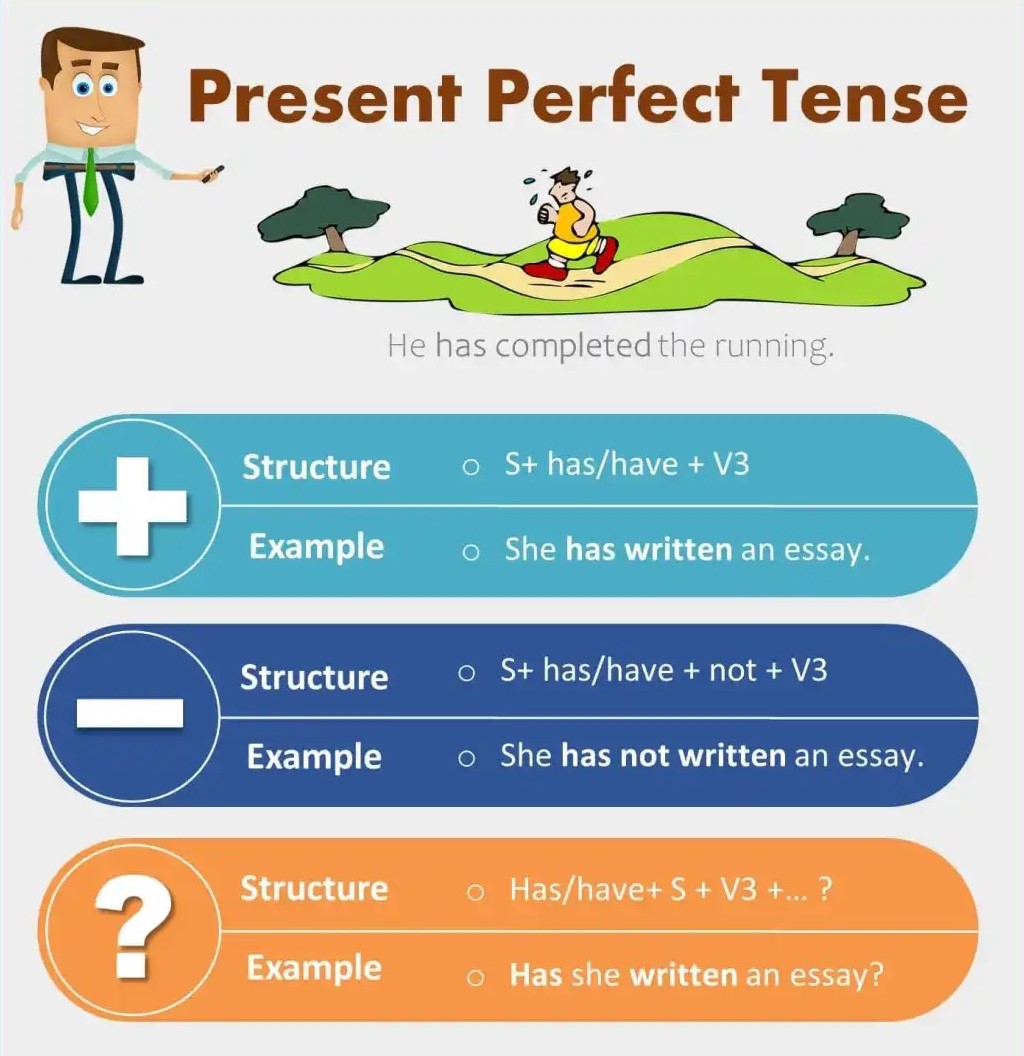 Present Perfect Tense
He has completed the running.
Structure ○ S+ has/have + V3
Example ○ She has written an essay.
Structure ○ S+ has/have + not + V3
Example ○ She has not written an essay.
? Structure ○ Has/have+ S + V3 +... ?
Example ○ Has she written an essay?